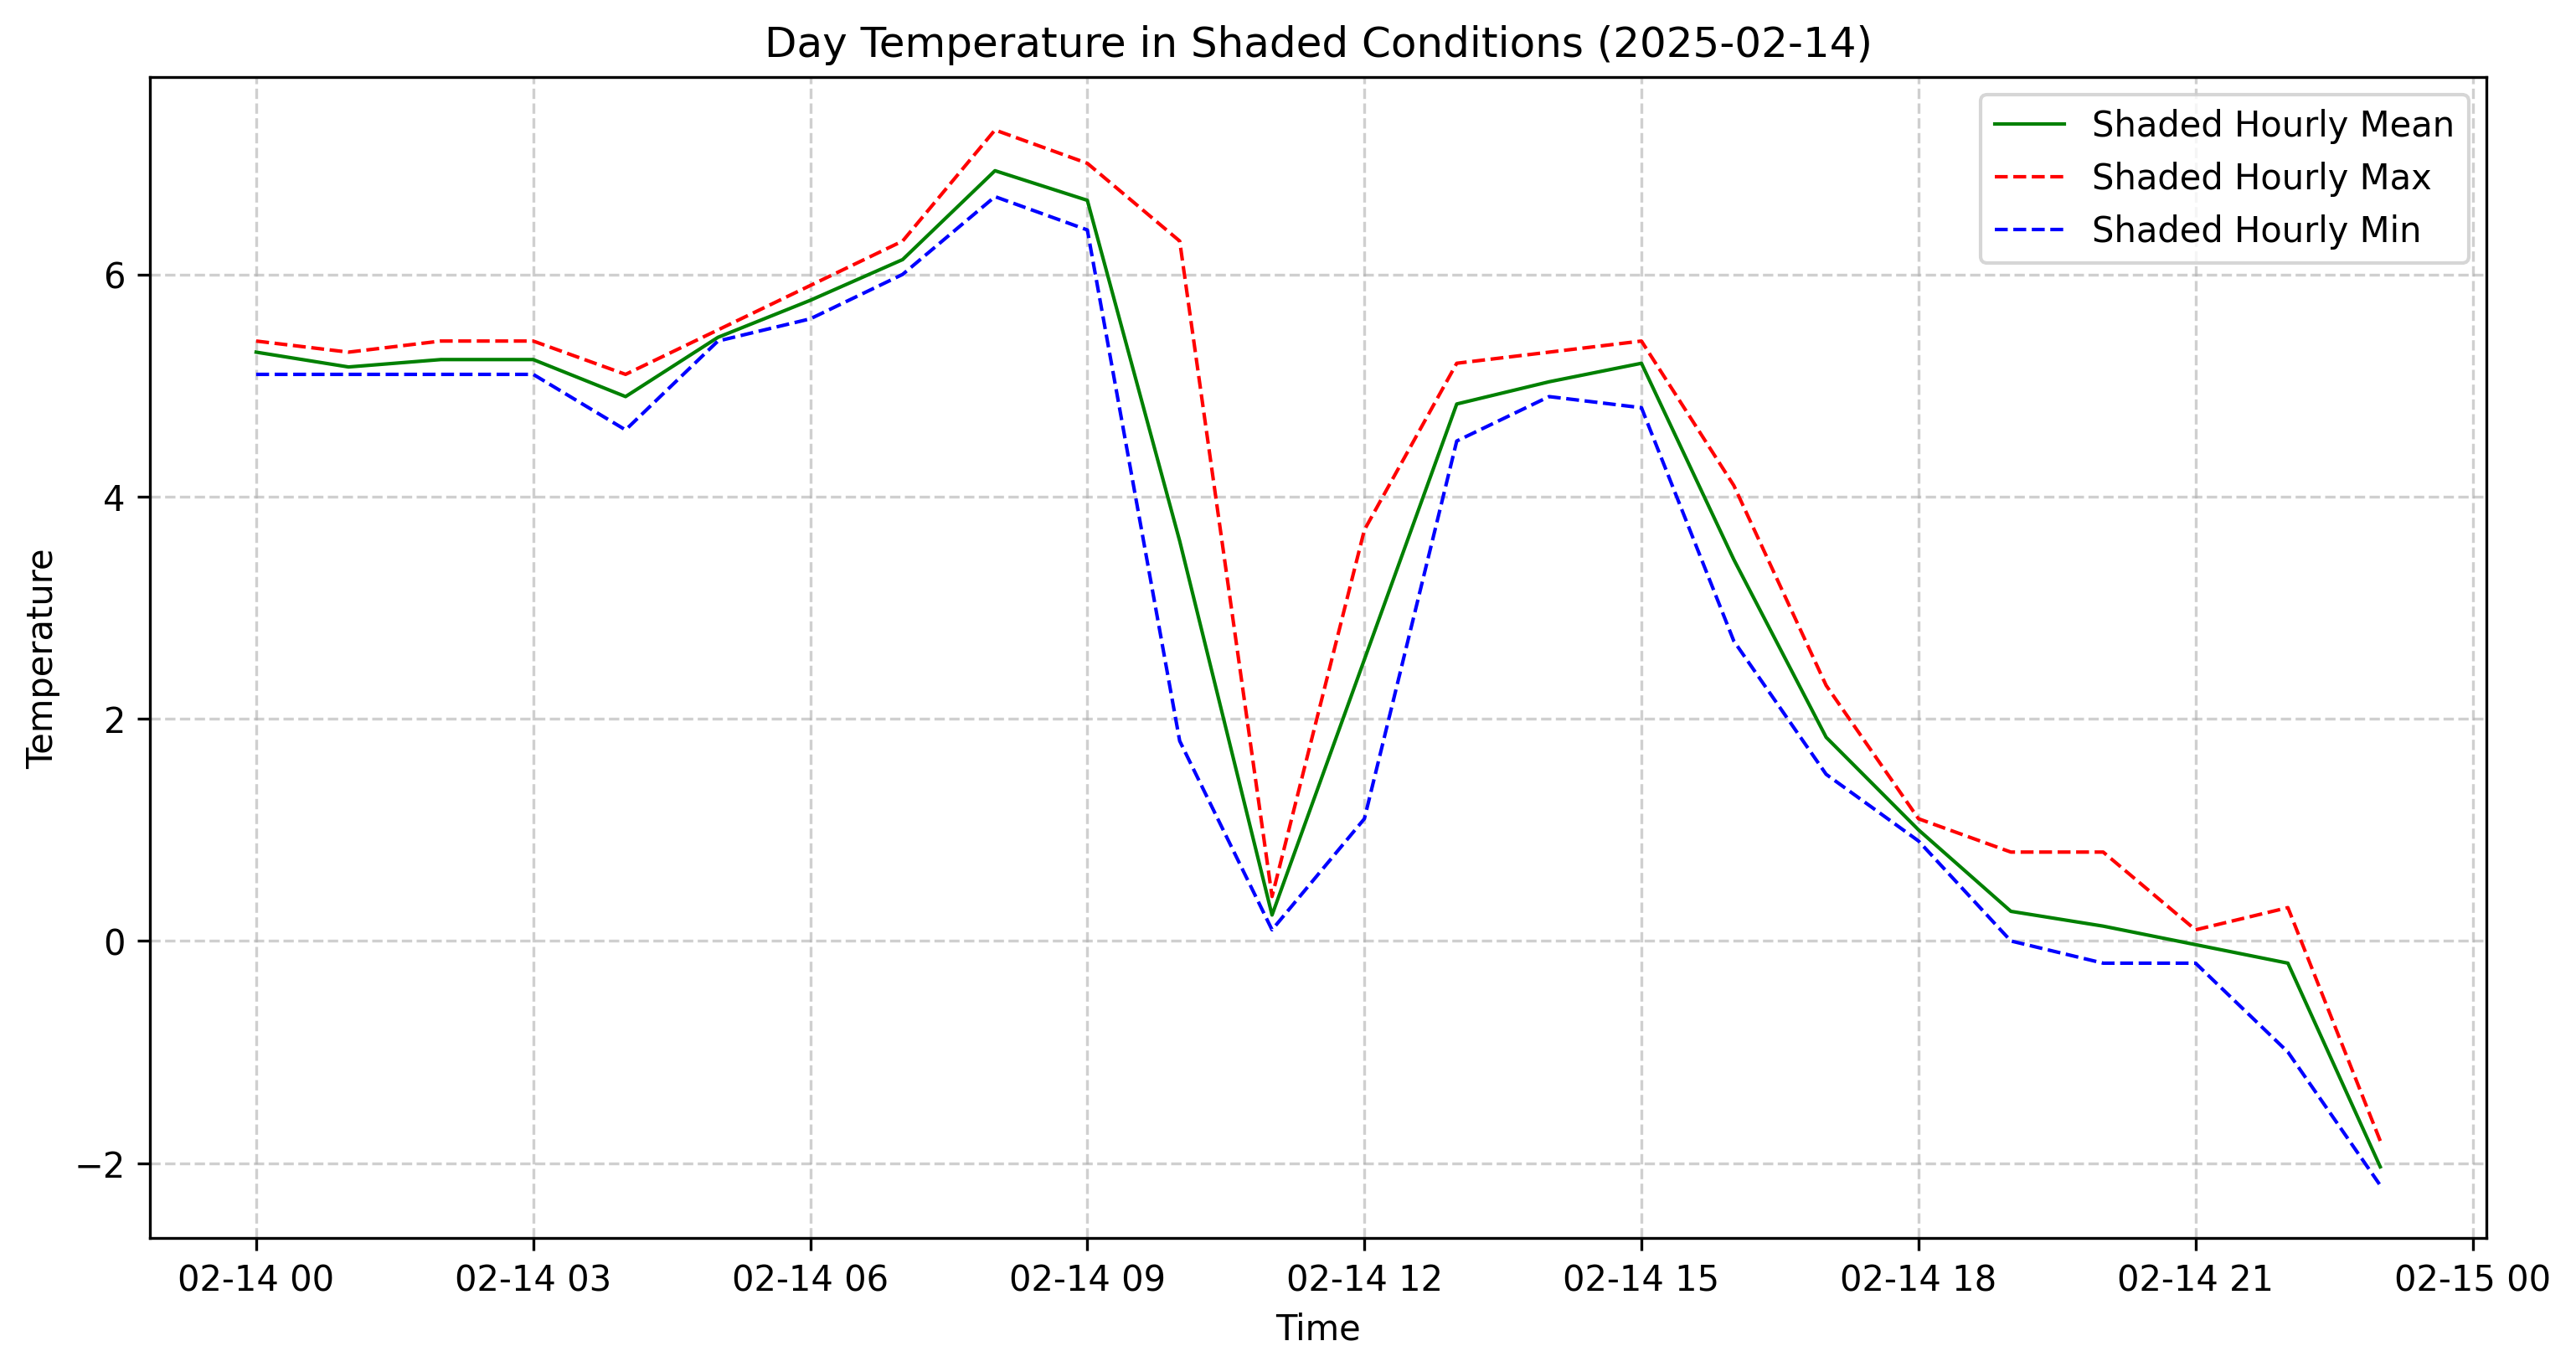 Day Temperature in Shaded Conditions (2025-02-14)
Shaded Hourly Mean
Shaded Hourly Max
Shaded Hourly Min
6
4
2
0
−2
Temperature
02-14 00 02-14 03 02-14 06 02-14 09 02-14 12 02-14 15 02-14 18 02-14 21 02-15 00
Time